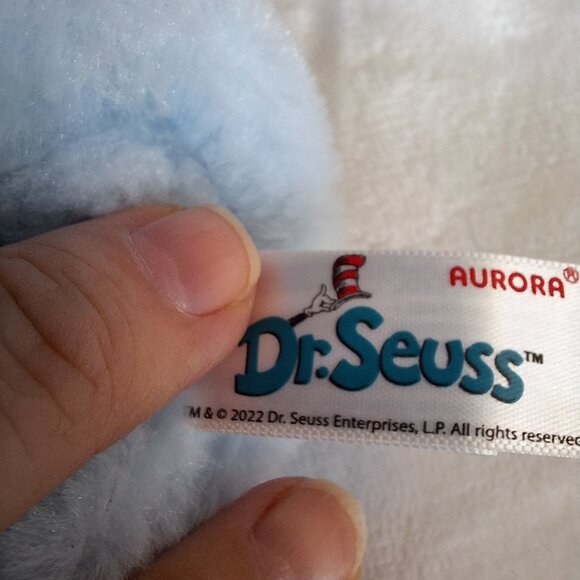 AURORA®
Dr. Seuss™
M & © 2022 Dr. Seuss Enterprises, L.P. All rights reserved